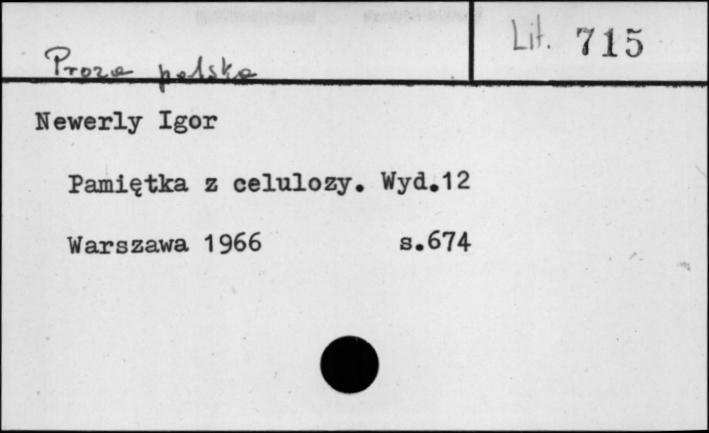 Lit. 715
Proza polska
Newerly Igor
Pamiętka z celulozy. Wyd.12
Warszawa 1966 s.674